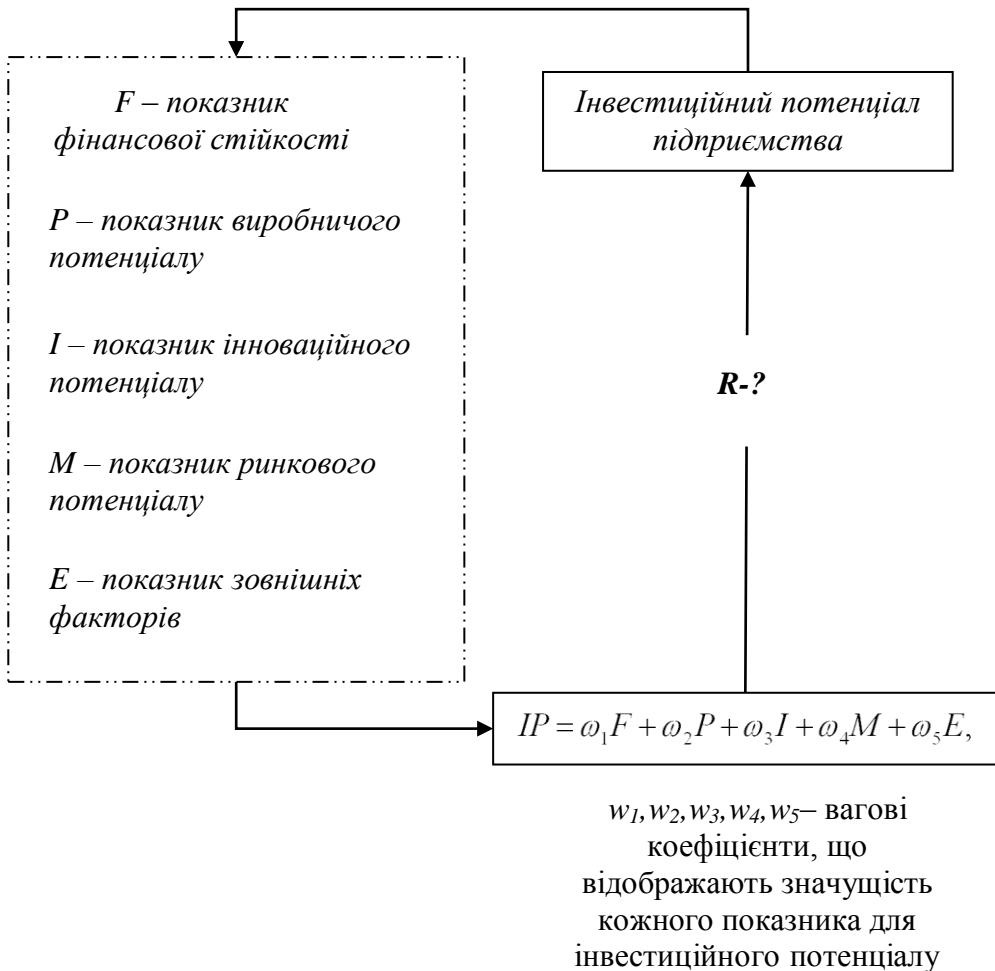 F – показник
фінансової стійкості
P – показник виробничого
потенціалу
I – показник інноваційного
потенціалу
M – показник ринкового
потенціалу
E – показник зовнішніх
факторів
Інвестиційний потенціал
підприємства
R-?
IP = ω₁F + ω₂P + ω₃I + ω₄M + ω₅E,
w₁,w₂,w₃,w₄,w₅– вагові
коефіцієнти, що
відображають значущість
кожного показника для
інвестиційного потенціалу